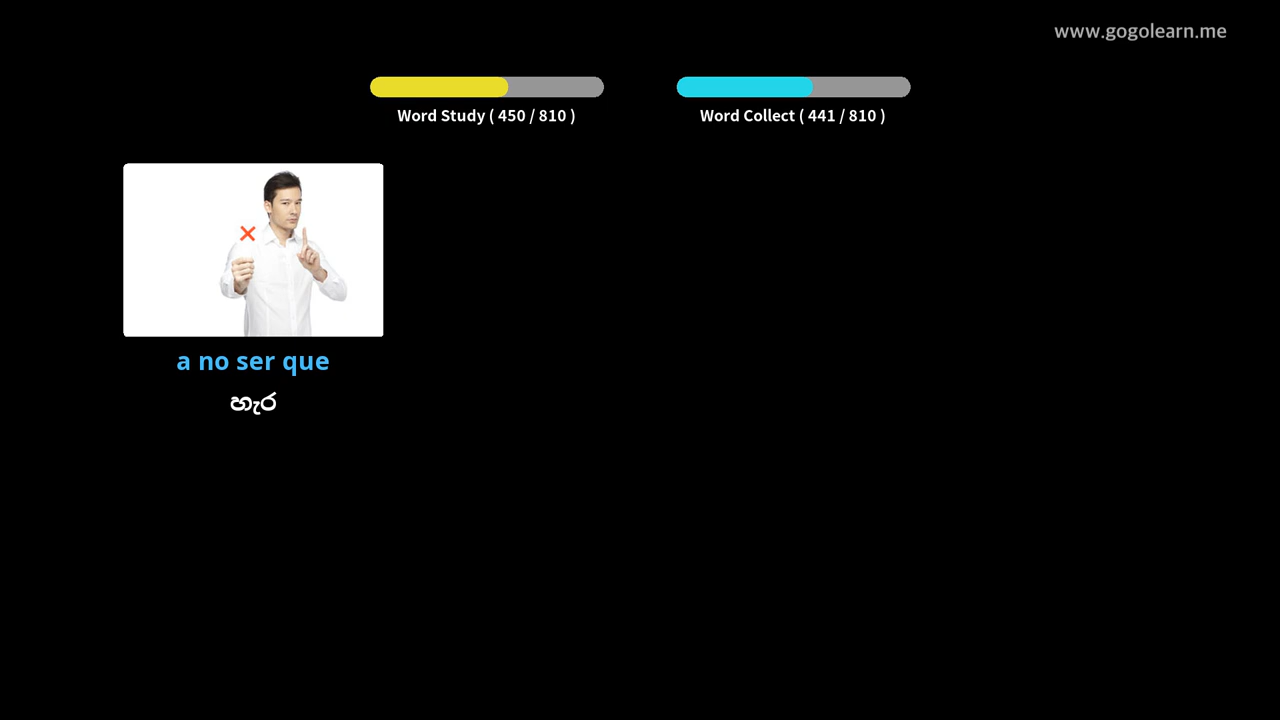 www.gogolearn.me
Word Study ( 450 / 810 )
Word Collect ( 441 / 810 )
a no ser que
හැර